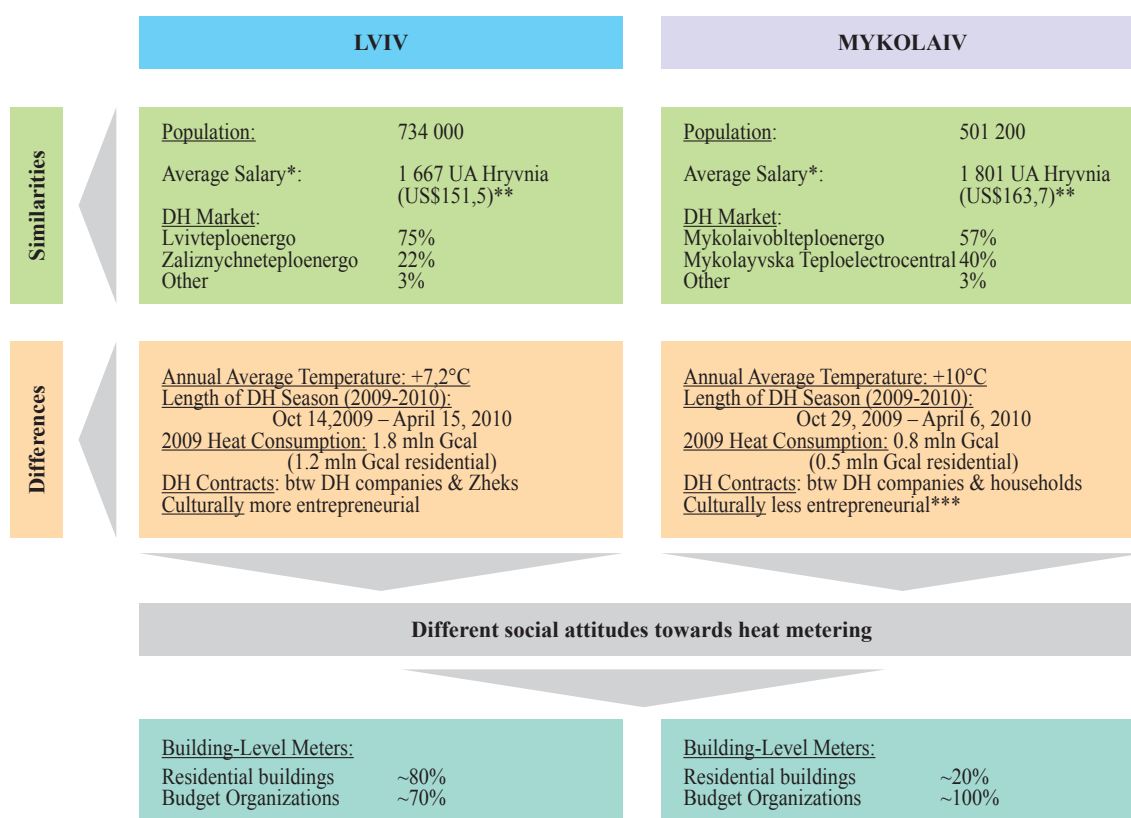 LVIV
MYKOLAIV
Similarities
Population: 734 000
Average Salary*: 1 667 UA Hryvnia
(US$151,5)**
DH Market:
Lvivteploenergo 75%
Zaliznychneteploenergo 22%
Other 3%
Population: 501 200
Average Salary*: 1 801 UA Hryvnia
(US$163,7)**
DH Market:
Mykolaivoblteploenergo 57%
Mykolayvska Teploelectrocentral 40%
Other 3%
Differences
Annual Average Temperature: +7,2°C
Length of DH Season (2009-2010):
Oct 14,2009 – April 15, 2010
2009 Heat Consumption: 1.8 mln Gcal
(1.2 mln Gcal residential)
DH Contracts: btw DH companies & Zheks
Culturally more entrepreneurial
Annual Average Temperature: +10°C
Length of DH Season (2009-2010):
Oct 29, 2009 – April 6, 2010
2009 Heat Consumption: 0.8 mln Gcal
(0.5 mln Gcal residential)
DH Contracts: btw DH companies & households
Culturally less entrepreneurial***
Different social attitudes towards heat metering
Building-Level Meters:
Residential buildings ~80%
Budget Organizations ~70%
Building-Level Meters:
Residential buildings ~20%
Budget Organizations ~100%